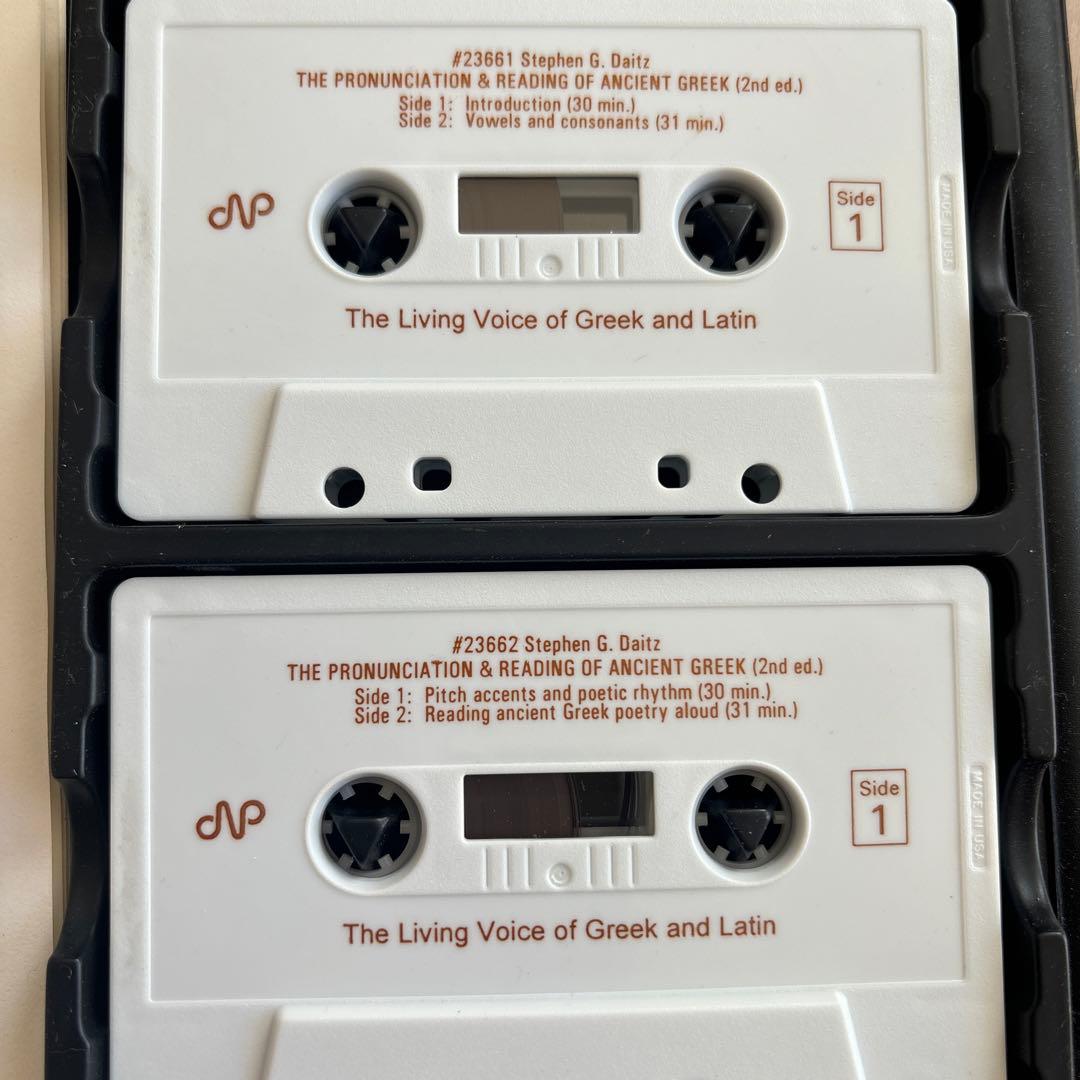 #23661 Stephen G. Daitz
THE PRONUNCIATION & READING OF ANCIENT GREEK (2nd ed.)
Side 1: Introduction (30 min.)
Side 2: Vowels and consonants (31 min.)
Side
1
MADE IN USA
The Living Voice of Greek and Latin
#23662 Stephen G. Daitz
THE PRONUNCIATION & READING OF ANCIENT GREEK (2nd ed.)
Side 1: Pitch accents and poetic rhythm (30 min.)
Side 2: Reading ancient Greek poetry aloud (31 min.)
Side
1
MADE IN USA
The Living Voice of Greek and Latin